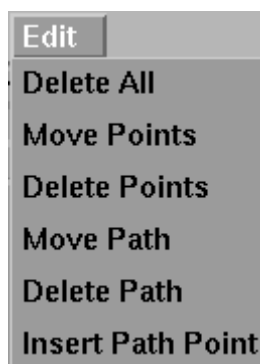 Edit
Delete All
Move Points
Delete Points
Move Path
Delete Path
Insert Path Point